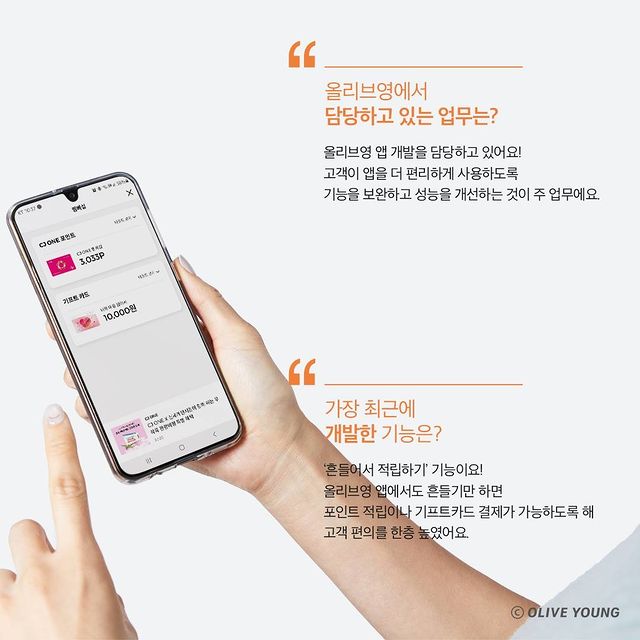 올리브영에서
담당하고 있는 업무는?
올리브영 앱 개발을 담당하고 있어요!
고객이 앱을 더 편리하게 사용하도록
기능을 보완하고 성능을 개선하는 것이 주 업무에요.
멤버십
CJ ONE 포인트
3,033P
기프트 카드
10,000원
CJ ONE
가장 최근에
개발한 기능은?
‘흔들어서 적립하기’ 기능이요!
올리브영 앱에서도 흔들기만 하면
포인트 적립이나 기프트카드 결제가 가능하도록 해
고객 편의를 한층 높였어요.
ⓒ OLIVE YOUNG